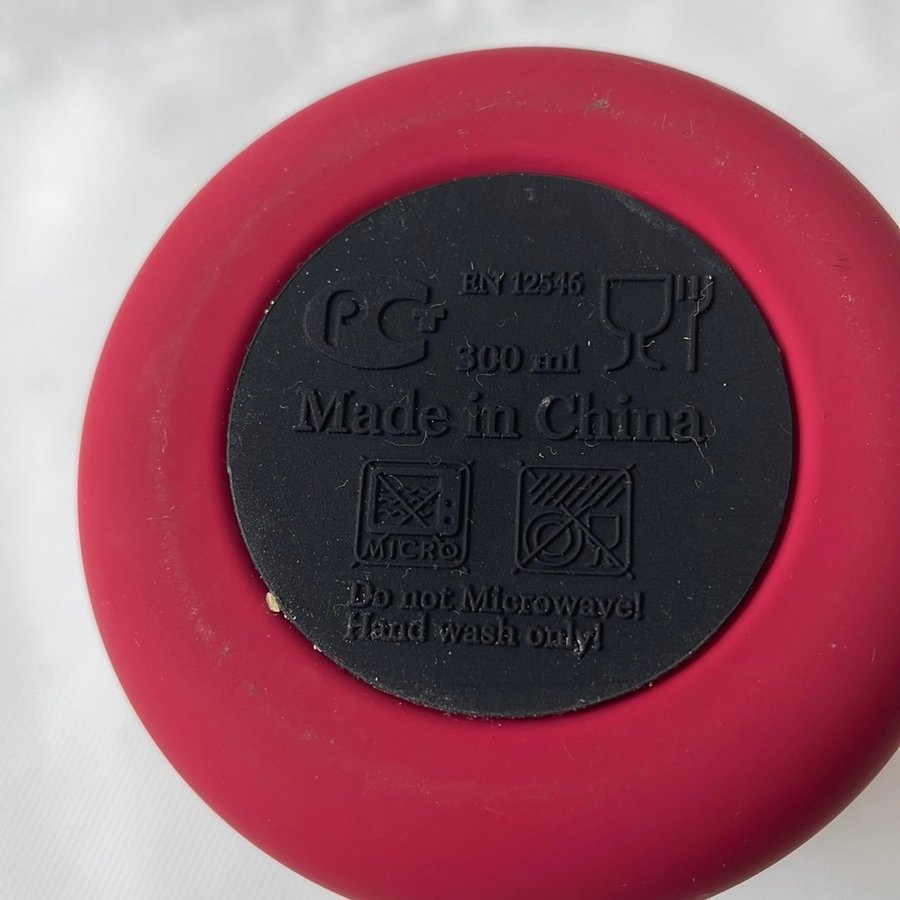 PC+
EN 12546
300 ml
Made in China
MICRO
Do not Microwave!
Hand wash only!